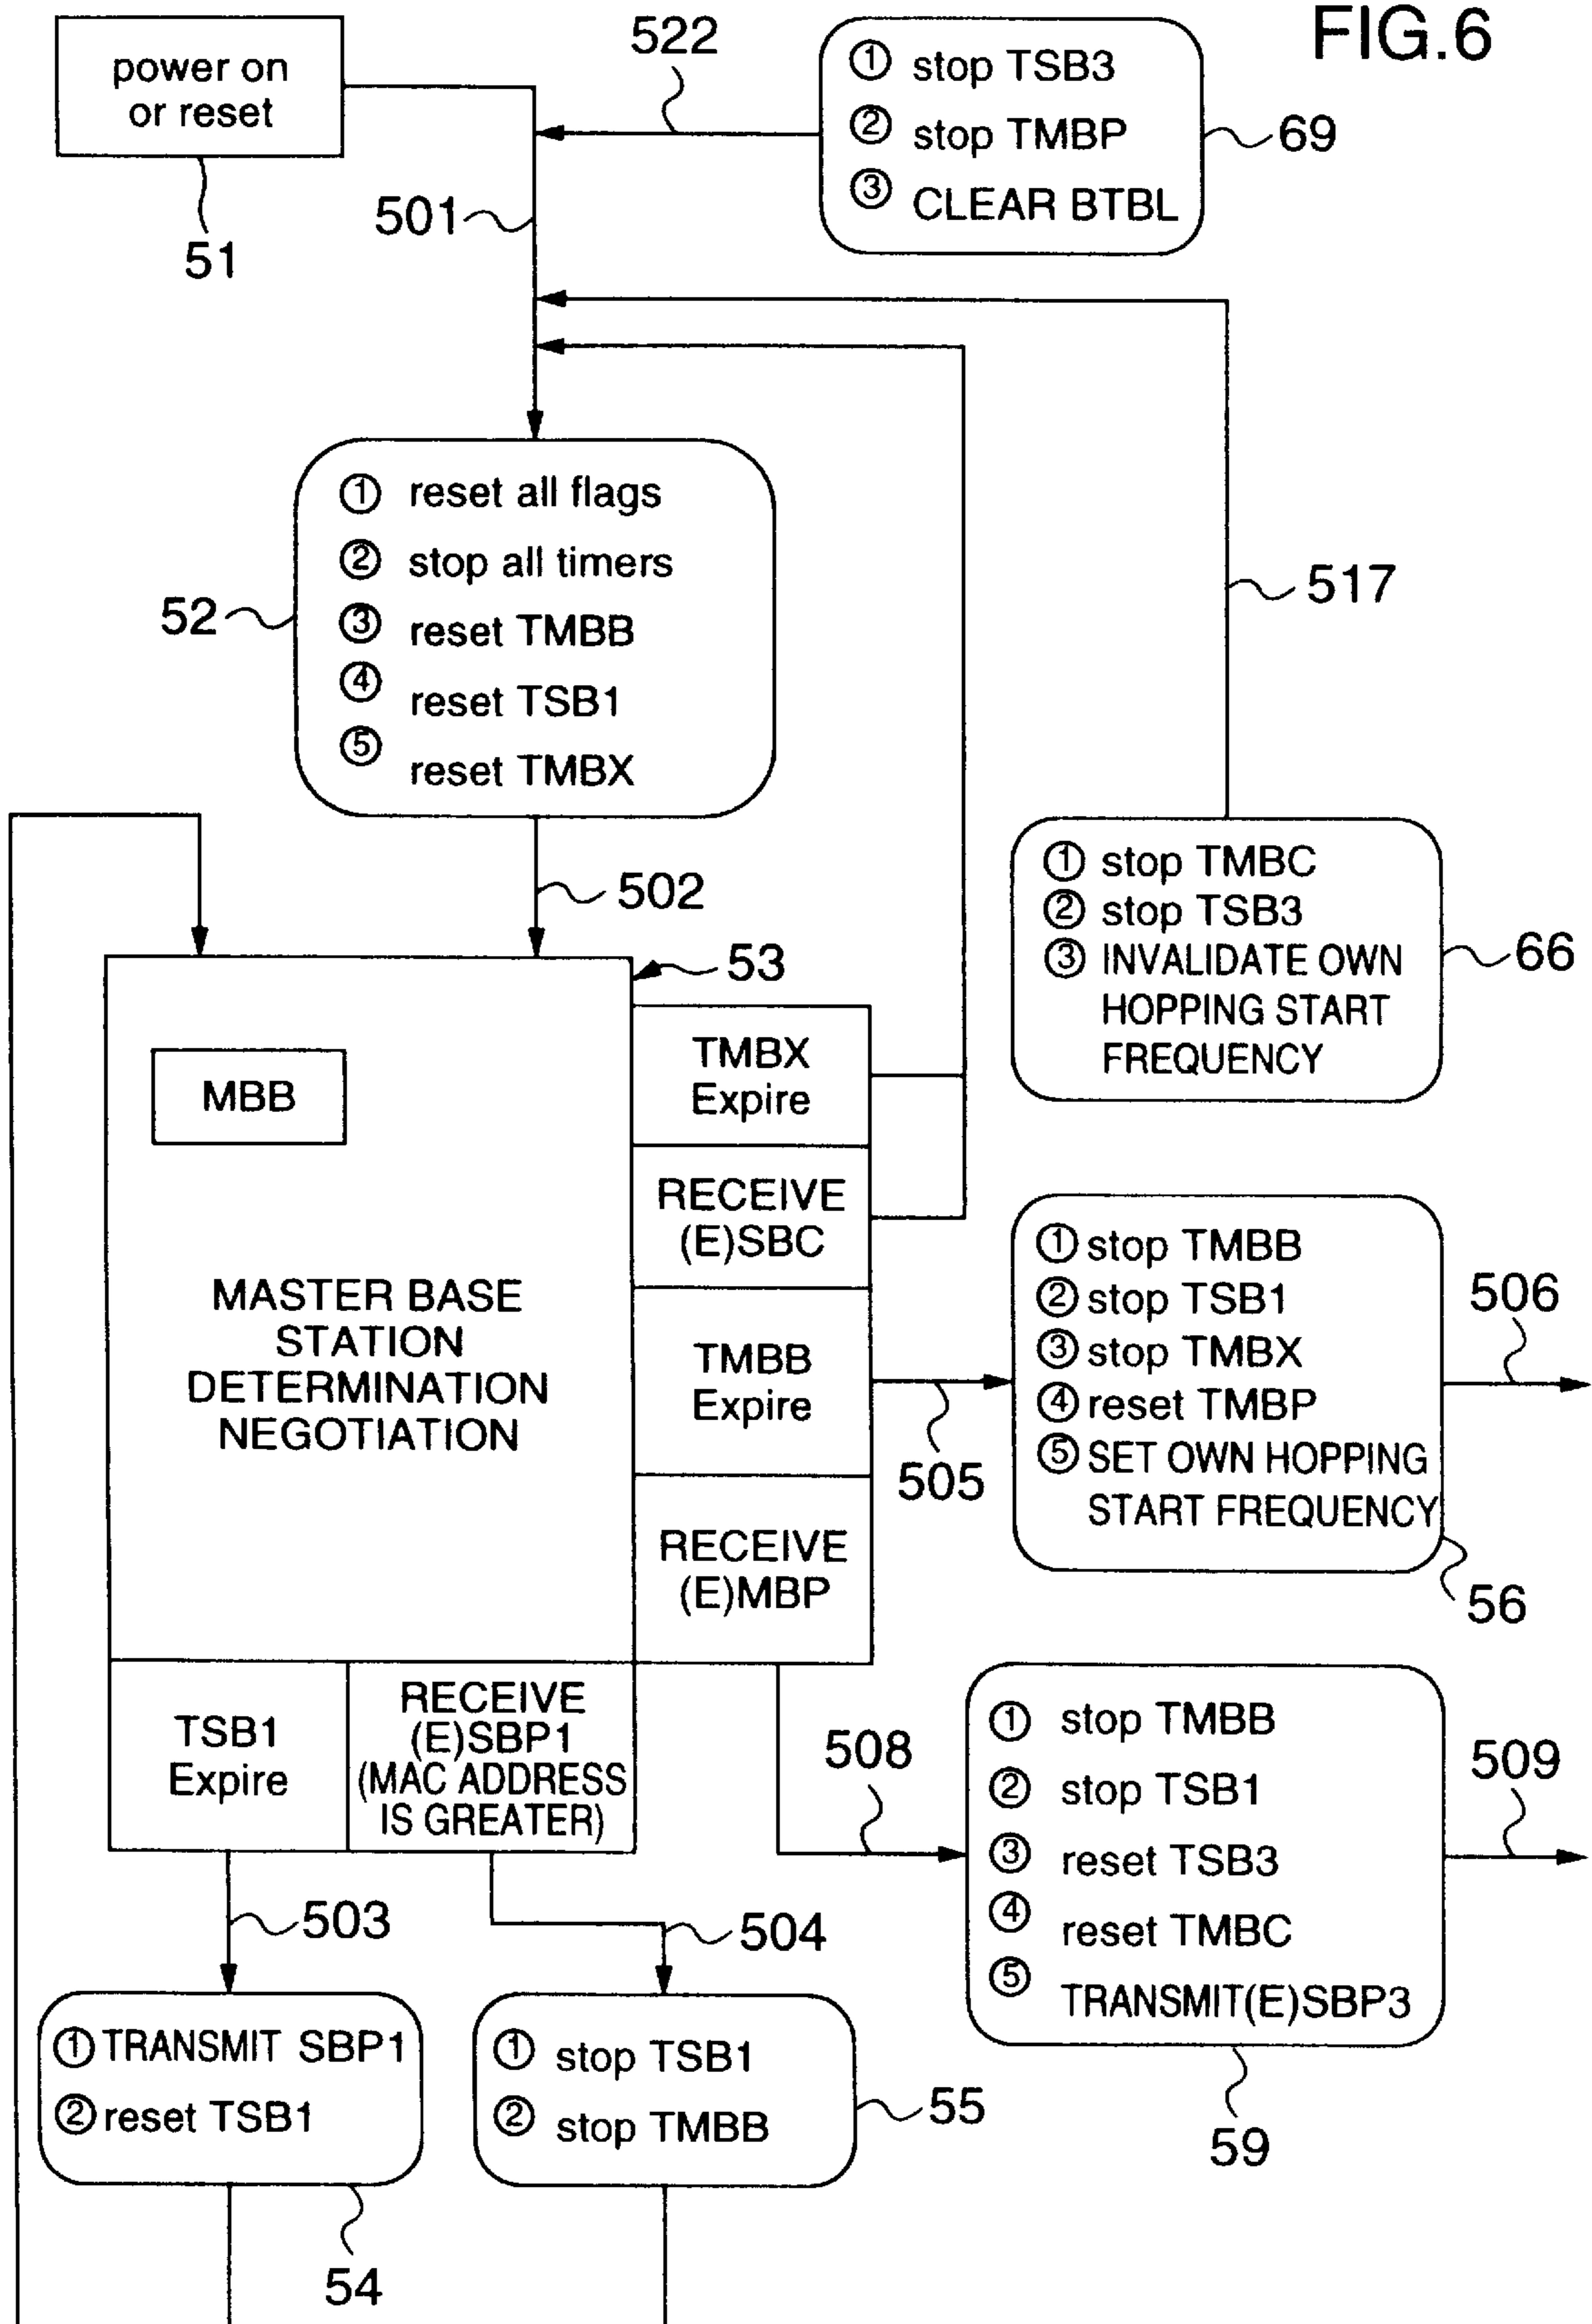 FIG.6
power on
or reset
51
522
① stop TSB3
② stop TMBP
③ CLEAR BTBL
69
501
① reset all flags
② stop all timers
③ reset TMBB
④ reset TSB1
⑤ reset TMBX
52
517
502
① stop TMBC
② stop TSB3
③ INVALIDATE OWN
HOPPING START
FREQUENCY
66
53
MBB
MASTER BASE
STATION
DETERMINATION
NEGOTIATION
TMBX
Expire
RECEIVE
(E)SBC
TMBB
Expire
RECEIVE
(E)MBP
505
① stop TMBB
② stop TSB1
③ stop TMBX
④ reset TMBP
⑤ SET OWN HOPPING
START FREQUENCY
506
56
TSB1
Expire
RECEIVE
(E)SBP1
(MAC ADDRESS
IS GREATER)
508
① stop TMBB
② stop TSB1
③ reset TSB3
④ reset TMBC
⑤ TRANSMIT(E)SBP3
509
59
503
504
① TRANSMIT SBP1
② reset TSB1
54
① stop TSB1
② stop TMBB
55